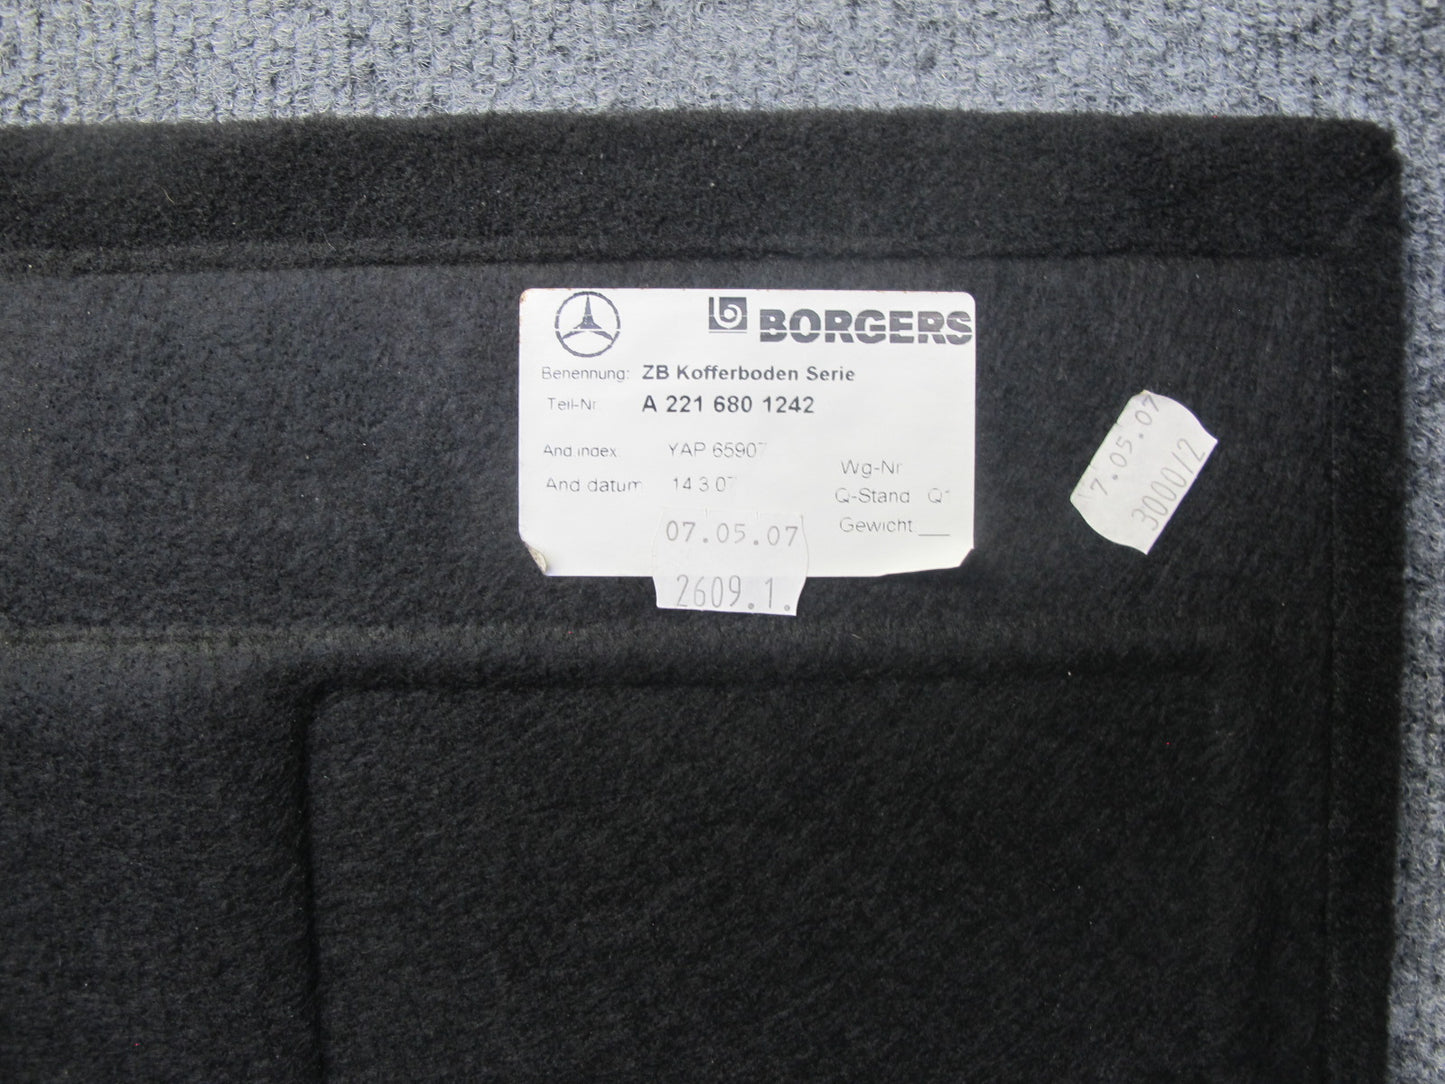 BORGERS
Benennung: ZB Kofferboden Serie
Teil-Nr A 221 680 1242
And index YAP 65907
And datum 14 3 07
Wg-Nr
Q-Stand Q1
Gewicht
07.05.07
2609.1.
7.05.07
3000/2